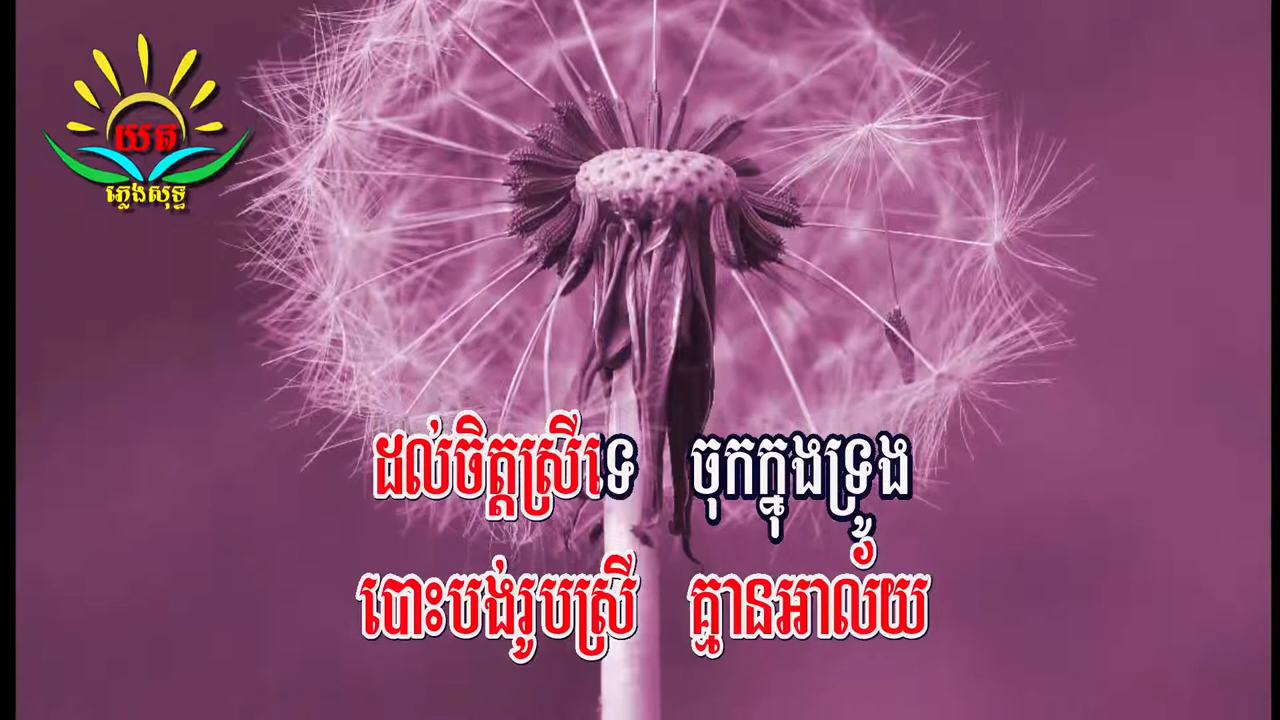 យត
ភ្លេងសុទ្ធ
ដល់ចិត្តស្រីទេ ចុកក្នុងទ្រូង
បោះបង់រូបស្រី គ្មានអាល័យ